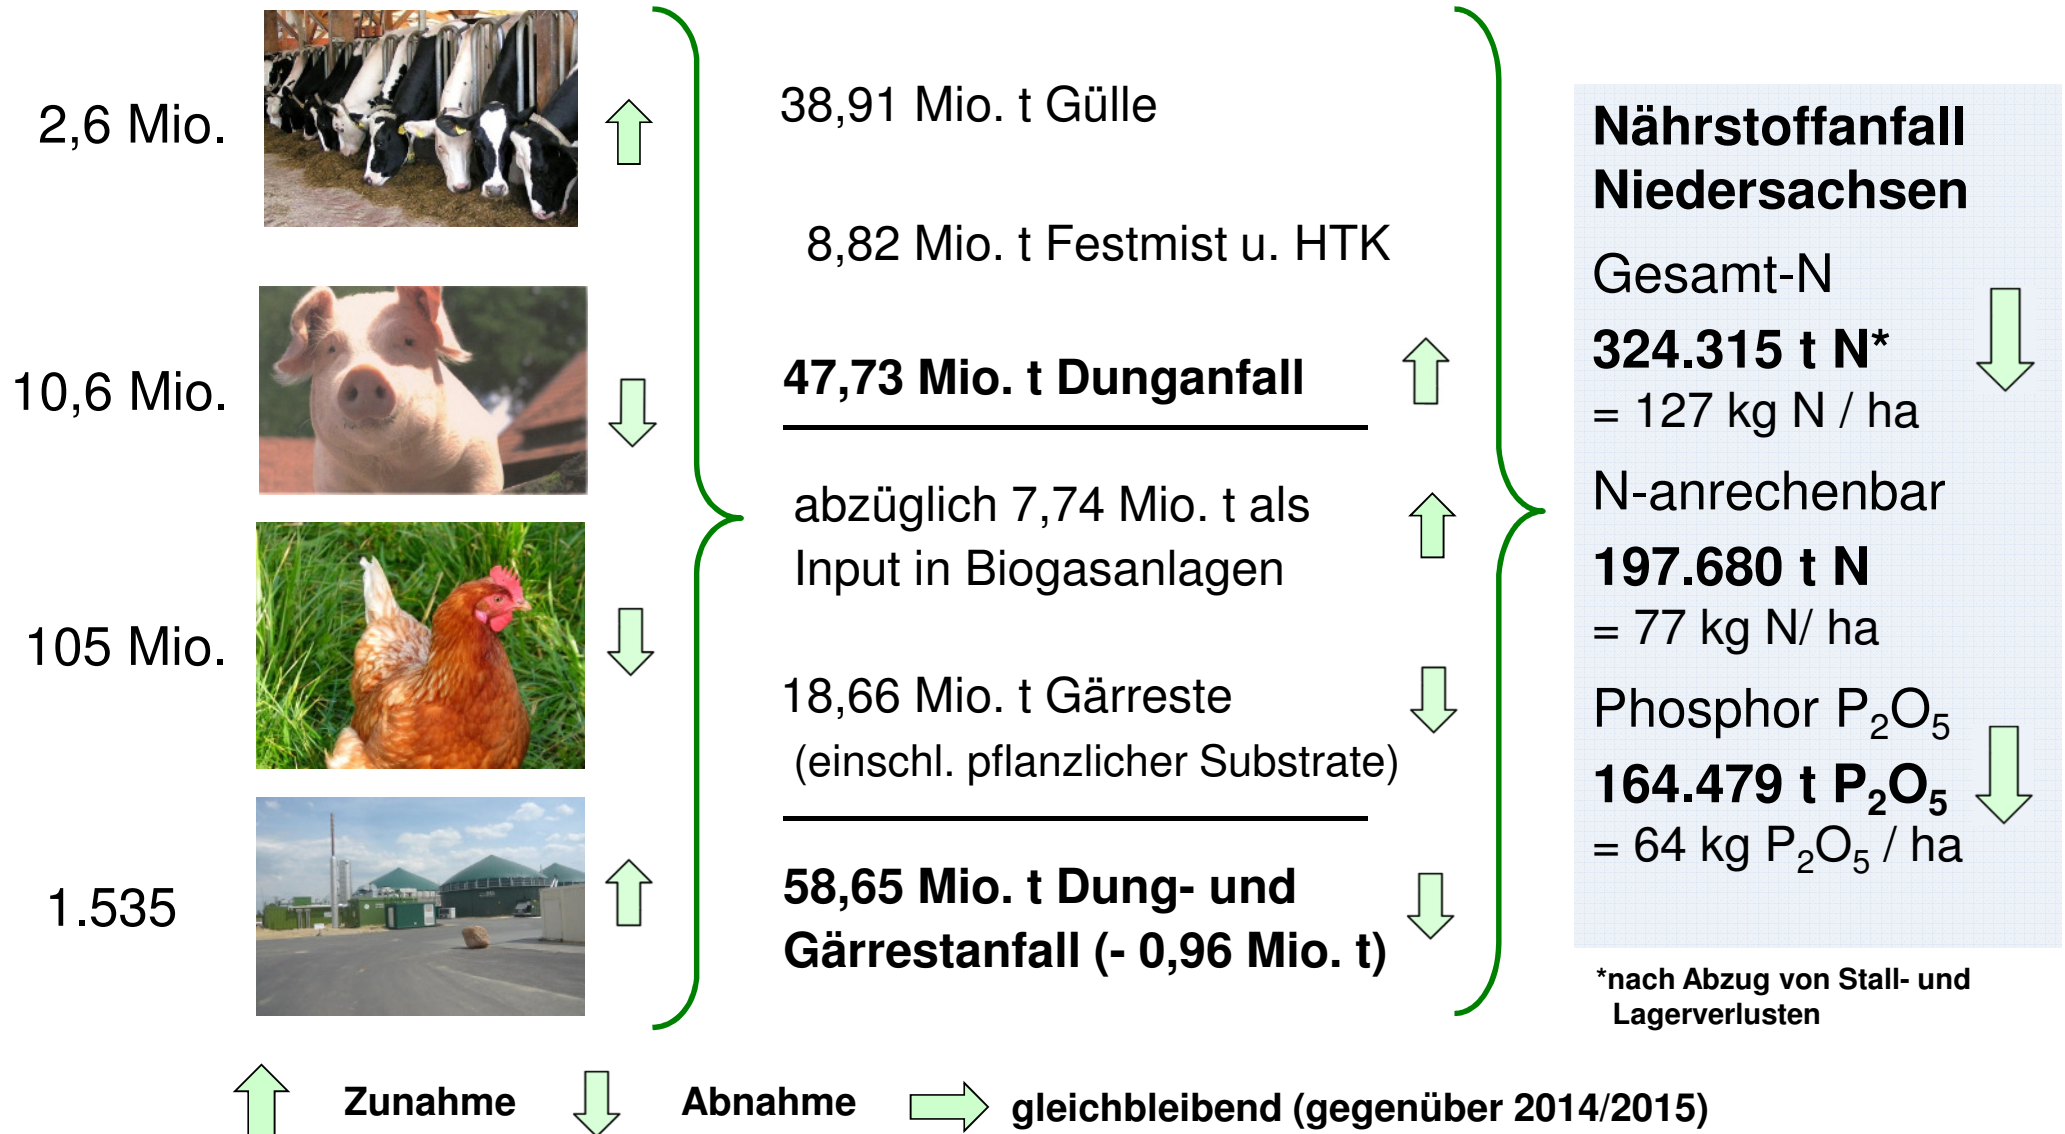 2,6 Mio.
10,6 Mio.
105 Mio.
1.535
38,91 Mio. t Gülle
8,82 Mio. t Festmist u. HTK
47,73 Mio. t Dunganfall
abzüglich 7,74 Mio. t als
Input in Biogasanlagen
18,66 Mio. t Gärreste
(einschl. pflanzlicher Substrate)
58,65 Mio. t Dung- und
Gärrestanfall (- 0,96 Mio. t)
Nährstoffanfall
Niedersachsen
Gesamt-N
324.315 t N*
= 127 kg N / ha
N-anrechenbar
197.680 t N
= 77 kg N/ ha
Phosphor P₂O₅
164.479 t P₂O₅
= 64 kg P₂O₅ / ha
*nach Abzug von Stall- und
Lagerverlusten
Zunahme Abnahme gleichbleibend (gegenüber 2014/2015)